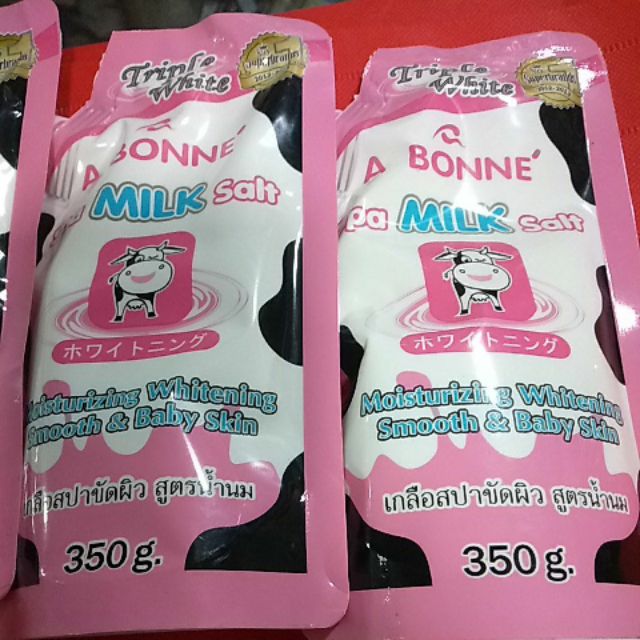 Triple
White
A BONNE'
MILK Salt
ホワイトニング
Moisturizing Whitening
Smooth & Baby Skin
เกลือสปาขัดผิว สูตรน้ำนม
350 g.
Triple
White
A BONNE'
pa MILK Salt
ホワイトニング
Moisturizing Whitening
Smooth & Baby Skin
เกลือสปาขัดผิว สูตรน้ำนม
350 g.